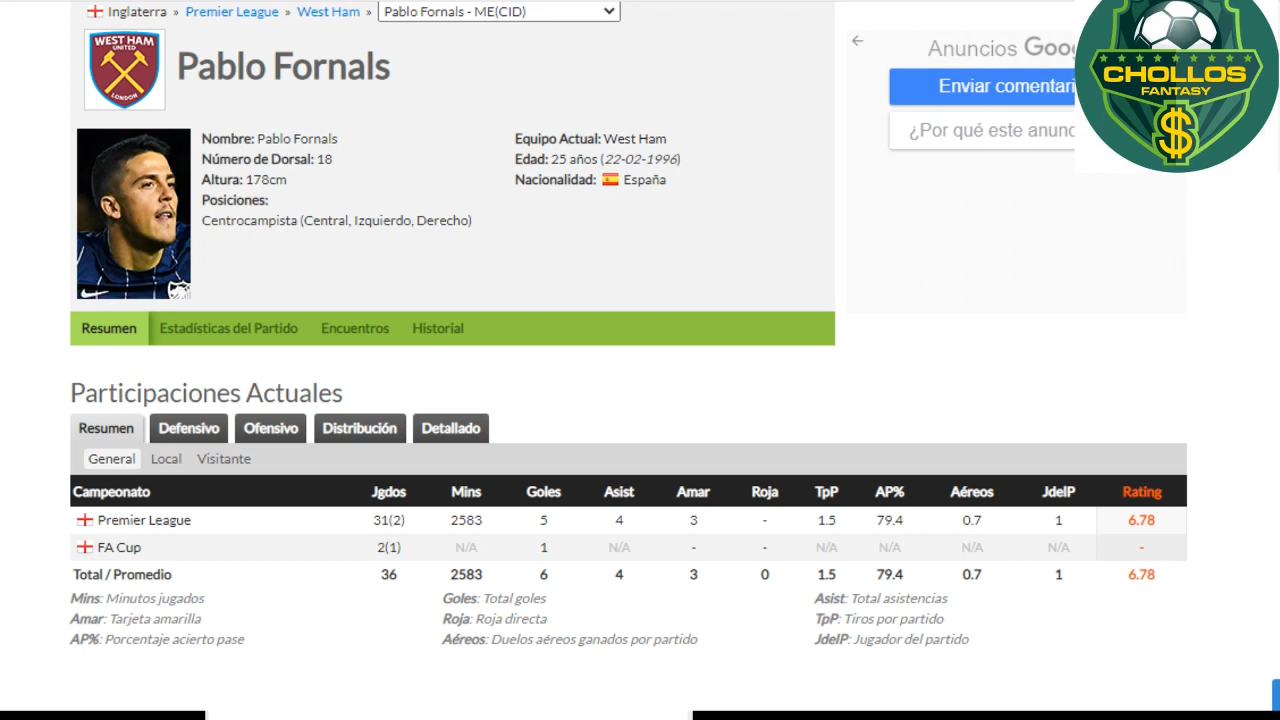 Inglaterra » Premier League » West Ham » Pablo Fornals - ME(CID)
WEST HAM
UNITED
LONDON
Pablo Fornals
Nombre: Pablo Fornals
Número de Dorsal: 18
Altura: 178cm
Posiciones:
Centrocampista (Central, Izquierdo, Derecho)
Equipo Actual: West Ham
Edad: 25 años (22-02-1996)
Nacionalidad: España
Anuncios Goog
Enviar comentari
¿Por qué este anunc
CHOLLOS
FANTASY
$
Resumen Estadísticas del Partido Encuentros Historial
Participaciones Actuales
Resumen Defensivo Ofensivo Distribución Detallado
General Local Visitante
Campeonato Jgdos Mins Goles Asist Amar Roja TpP AP% Aéreos JdelP Rating
Premier League 31(2) 2583 5 4 3 - 1.5 79.4 0.7 1 6.78
FA Cup 2(1) N/A 1 N/A - - N/A N/A N/A N/A -
Total / Promedio 36 2583 6 4 3 0 1.5 79.4 0.7 1 6.78
Mins: Minutos jugados Goles: Total goles Asist: Total asistencias
Amar: Tarjeta amarilla Roja: Roja directa TpP: Tiros por partido
AP%: Porcentaje acierto pase Aéreos: Duelos aéreos ganados por partido JdelP: Jugador del partido